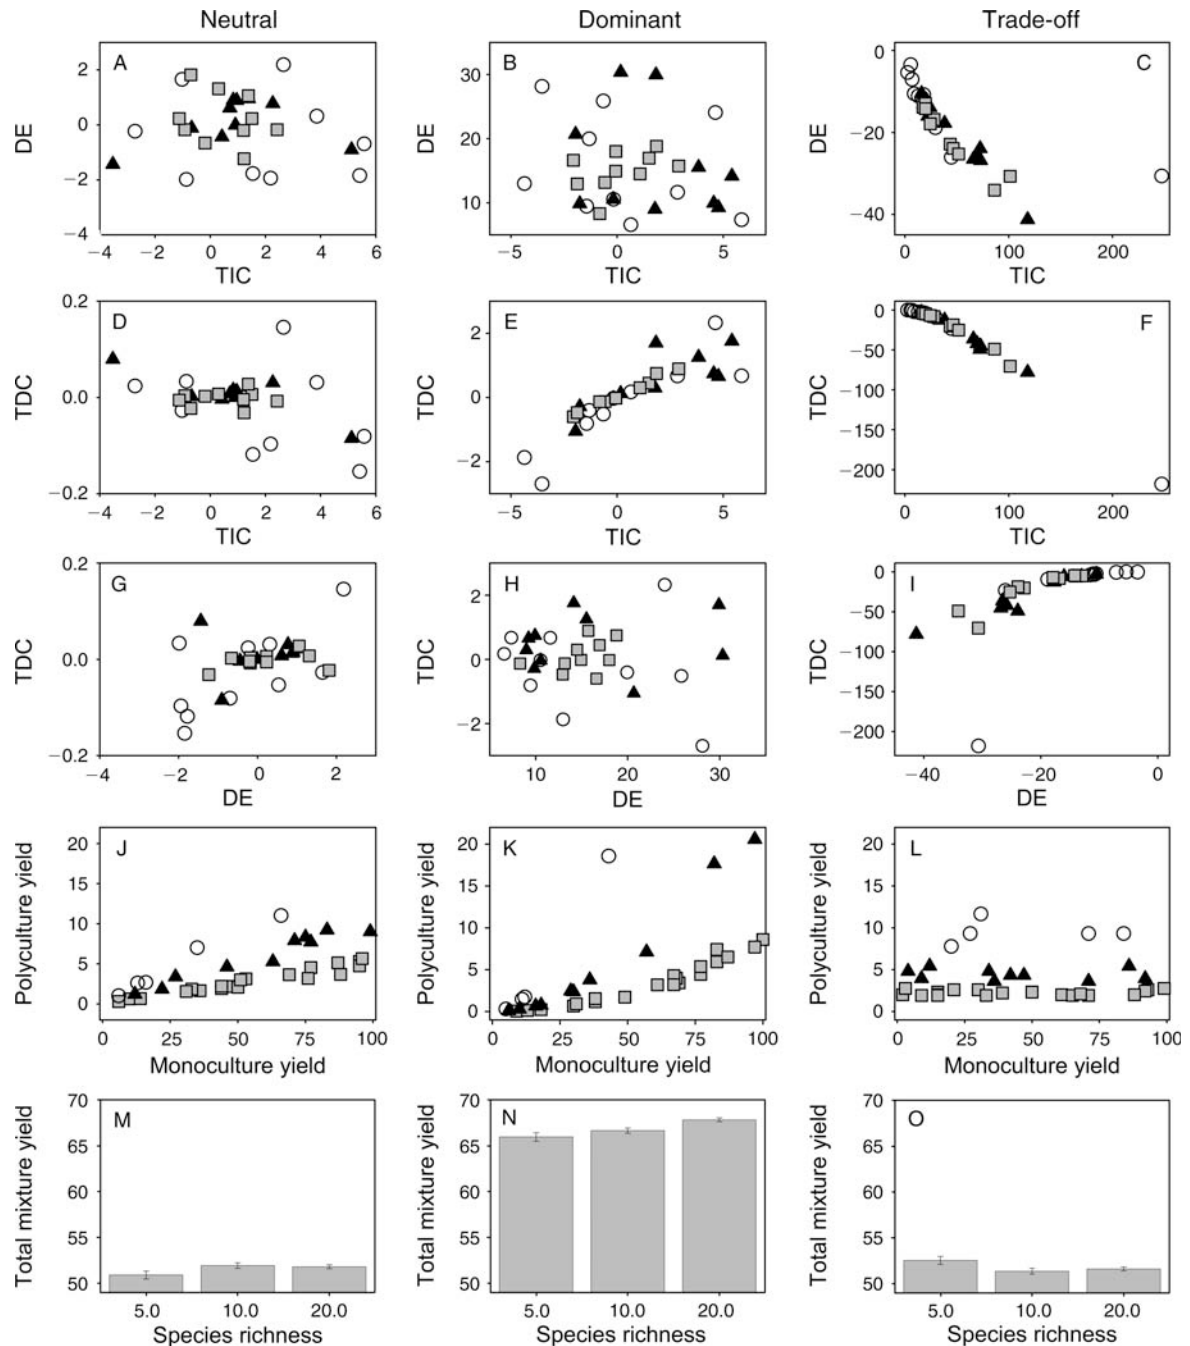 Neutral Dominant Trade-off
A B C
DE DE DE
2 30 0
0 20 −20
−2 10 −40
−4
−4 −2 0 2 4 6 −5 0 5 0 100 200
TIC TIC TIC
D E F
TDC TDC TDC
0.2 2 0
0.0 0 −50
−0.2 −2 −100
−150
−200
−4 −2 0 2 4 6 −5 0 5 0 100 200
TIC TIC TIC
G H I
TDC TDC TDC
0.2 2 0
0.0 0 −50
−0.2 −2 −100
−150
−200
−4 −2 0 2 10 20 30 −40 −20 0
DE DE DE
J K L
Polyculture yield Polyculture yield Polyculture yield
20 20 20
15 15 15
10 10 10
5 5 5
0 0 0
0 25 50 75 100 0 25 50 75 100 0 25 50 75 100
Monoculture yield Monoculture yield Monoculture yield
M N O
Total mixture yield Total mixture yield Total mixture yield
70 70 70
65 65 65
60 60 60
55 55 55
50 50 50
5.0 10.0 20.0 5.0 10.0 20.0 5.0 10.0 20.0
Species richness Species richness Species richness